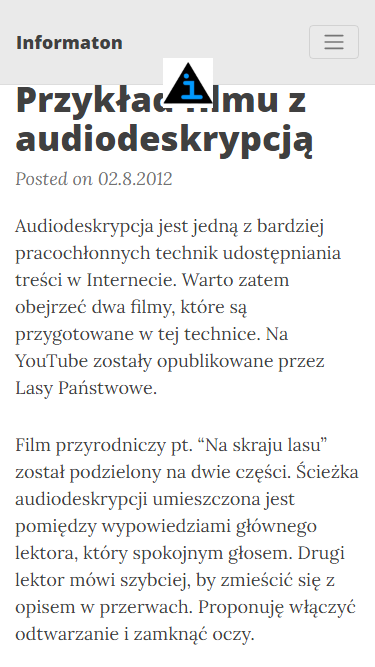 Informaton
i
Przykład filmu z
audiodeskrypcją
Posted on 02.8.2012
Audiodeskrypcja jest jedną z bardziej
pracochłonnych technik udostępniania
treści w Internecie. Warto zatem
obejrzeć dwa filmy, które są
przygotowane w tej technice. Na
YouTube zostały opublikowane przez
Lasy Państwowe.
Film przyrodniczy pt. “Na skraju lasu”
został podzielony na dwie części. Ścieżka
audiodeskrypcji umieszczona jest
pomiędzy wypowiedziami głównego
lektora, który spokojnym głosem. Drugi
lektor mówi szybciej, by zmieścić się z
opisem w przerwach. Proponuję włączyć
odtwarzanie i zamknąć oczy.